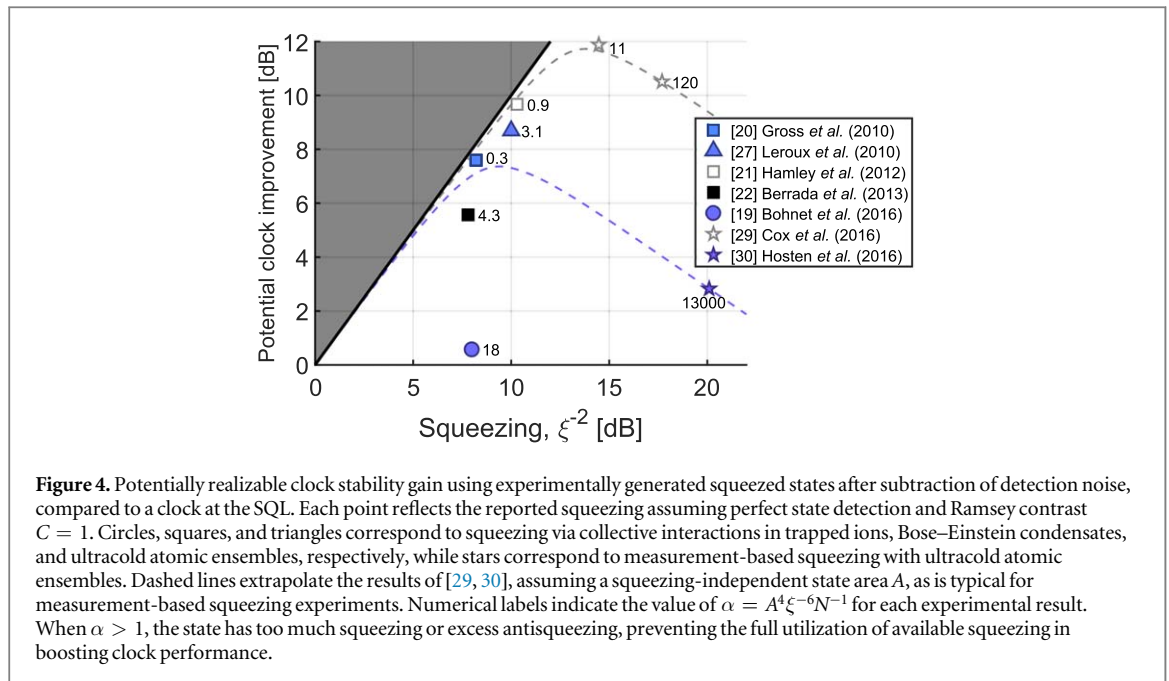 12
10
8
6
4
2
0
Potential clock improvement [dB]
11
120
0.9
3.1
0.3
4.3
13000
18
[20] Gross et al. (2010)
[27] Leroux et al. (2010)
[21] Hamley et al. (2012)
[22] Berrada et al. (2013)
[19] Bohnet et al. (2016)
[29] Cox et al. (2016)
[30] Hosten et al. (2016)
0 5 10 15 20
Squeezing, ξ⁻² [dB]
Figure 4. Potentially realizable clock stability gain using experimentally generated squeezed states after subtraction of detection noise,
compared to a clock at the SQL. Each point reflects the reported squeezing assuming perfect state detection and Ramsey contrast
C = 1. Circles, squares, and triangles correspond to squeezing via collective interactions in trapped ions, Bose–Einstein condensates,
and ultracold atomic ensembles, respectively, while stars correspond to measurement-based squeezing with ultracold atomic
ensembles. Dashed lines extrapolate the results of [29, 30], assuming a squeezing-independent state area A, as is typical for
measurement-based squeezing experiments. Numerical labels indicate the value of α = A⁴ξ⁻⁶N⁻¹ for each experimental result.
When α > 1, the state has too much squeezing or excess antisqueezing, preventing the full utilization of available squeezing in
boosting clock performance.